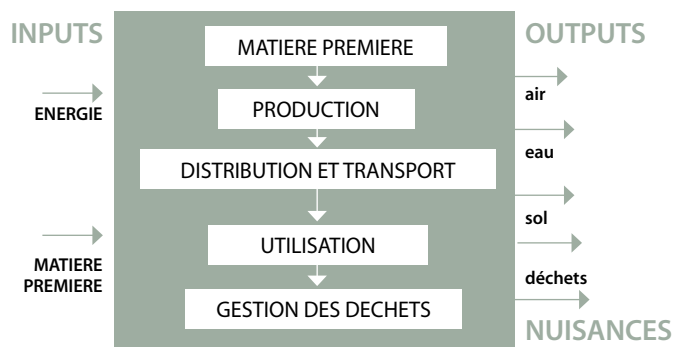 INPUTS
ENERGIE
MATIERE
PREMIERE
MATIERE PREMIERE
PRODUCTION
DISTRIBUTION ET TRANSPORT
UTILISATION
GESTION DES DECHETS
OUTPUTS
air
eau
sol
déchets
NUISANCES